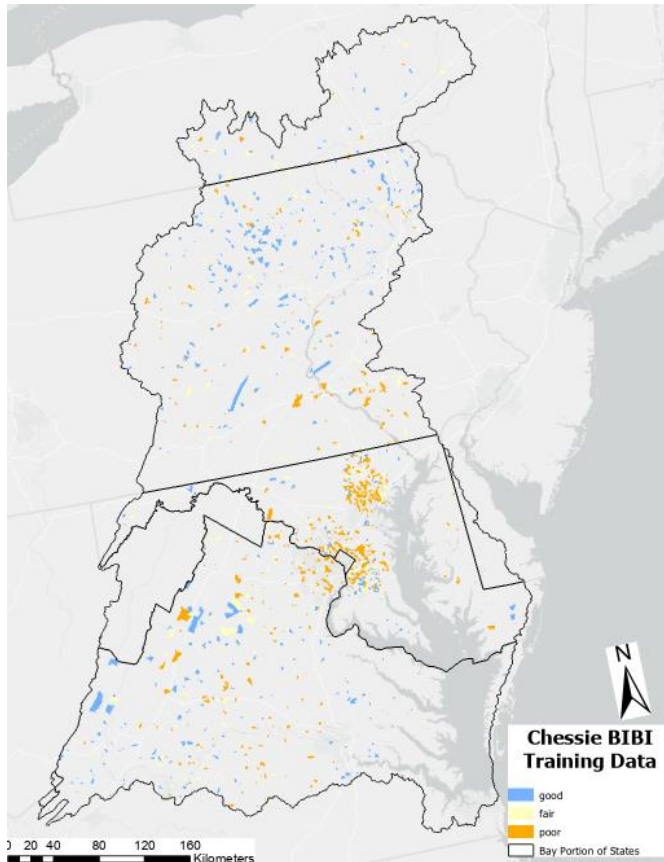 N
Chessie BIBI
Training Data
good
fair
poor
Bay Portion of States
0 20 40 80 120 160
Kilometers